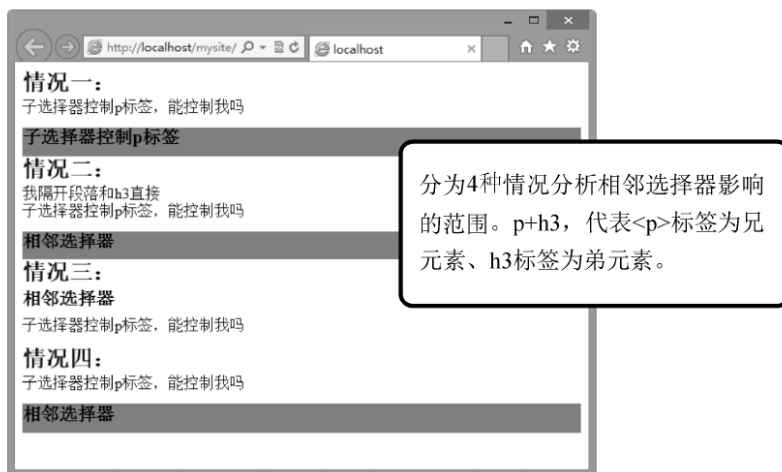 http://localhost/mysite/
localhost
情况一：
子选择器控制p标签，能控制我吗
子选择器控制p标签
情况二：
我隔开段落和h3直接
子选择器控制p标签，能控制我吗
相邻选择器
情况三：
相邻选择器
子选择器控制p标签，能控制我吗
情况四：
子选择器控制p标签，能控制我吗
相邻选择器
分为4种情况分析相邻选择器影响
的范围。p+h3，代表<p>标签为兄
元素、h3标签为弟元素。